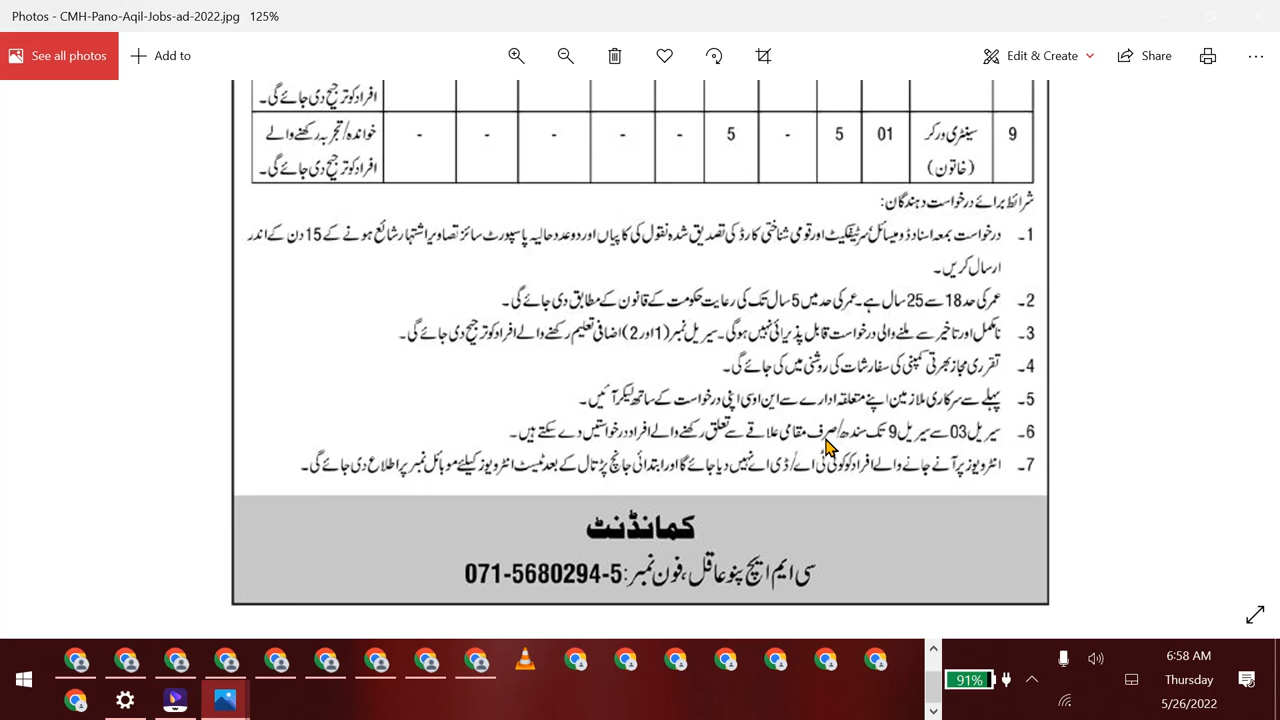 Photos - CMH-Pano-Aqil-Jobs-ad-2022.jpg 125%
See all photos Add to Edit & Create Share
افراد کو ترجیح دی جائے گی۔
9 سینٹری ورکر (خاتون) 01 5 - 5 - - - - - خواندہ/تجربہ رکھنے والے افراد کو ترجیح دی جائے گی۔
شرائط برائے درخواست دہندگان:
1۔ درخواست بمعہ اسناد ڈومیسائل سرٹیفکیٹ اور قومی شناختی کارڈ کی تصدیق شدہ نقول کی کاپیاں اور دو عدد حالیہ پاسپورٹ سائز تصاویر اشتہار شائع ہونے کے 15 دن کے اندر
ارسال کریں۔
2۔ عمر کی حد 18 سے 25 سال ہے۔ عمر کی حد میں 5 سال تک کی رعایت حکومت کے قانون کے مطابق دی جائے گی۔
3۔ نامکمل اور تاخیر سے ملنے والی درخواست قابل پذیرائی نہیں ہوگی۔ سیریل نمبر (1 اور 2) اضافی تعلیم رکھنے والے افراد کو ترجیح دی جائے گی۔
4۔ تقرری مجاز بھرتی کمیٹی کی سفارشات کی روشنی میں کی جائے گی۔
5۔ پہلے سے سرکاری ملازمین اپنے متعلقہ ادارے سے این او سی اپنی درخواست کے ساتھ لیکر آئیں۔
6۔ سیریل 03 سے سیریل 9 تک سندھ/صرف مقامی علاقے سے تعلق رکھنے والے افراد درخواستیں دے سکتے ہیں۔
7۔ انٹرویوز پر آنے جانے والے افراد کو کوئی ٹی اے/ ڈی اے نہیں دیا جائے گا اور ابتدائی جانچ پڑتال کے بعد ٹیسٹ انٹرویوز کیلئے موبائل نمبر پر اطلاع دی جائے گی۔
کمانڈنٹ
سی ایم ایچ پنوعاقل، فون نمبر: 071-5680294-5
91%
6:58 AM
Thursday
5/26/2022